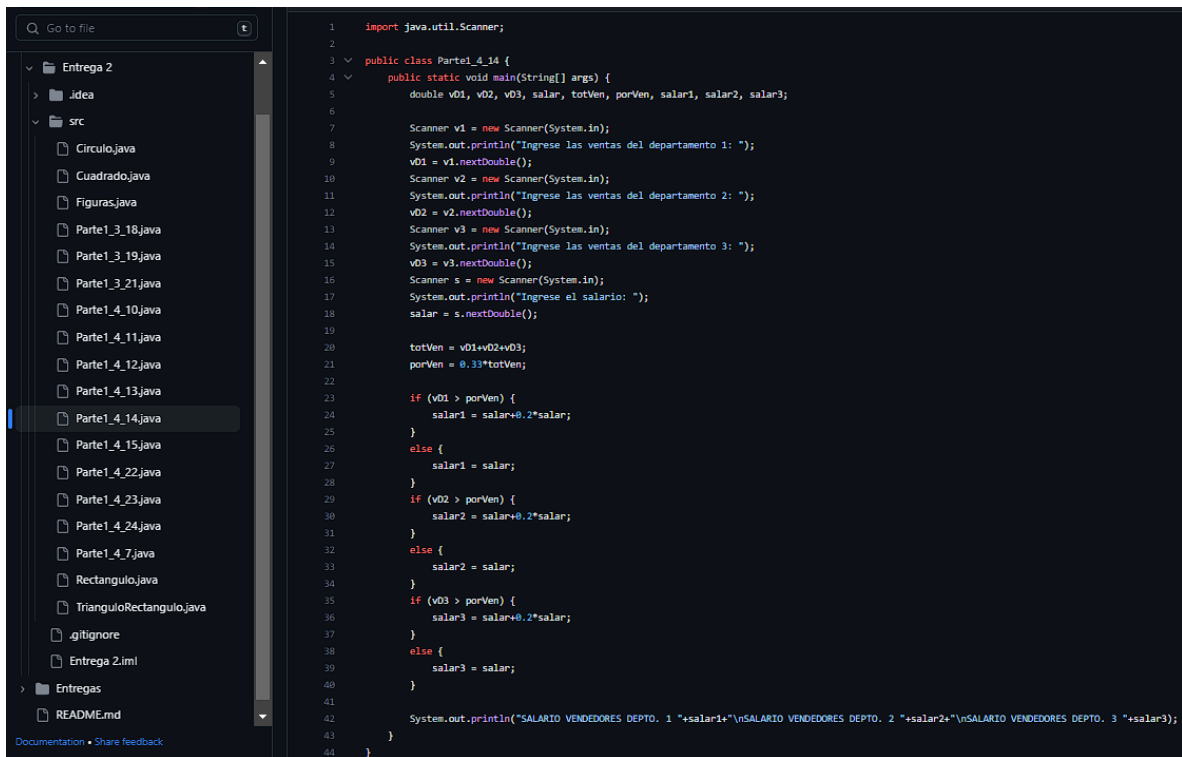 Go to file t
Entrega 2
.idea
src
Circulo.java
Cuadrado.java
Figuras.java
Parte1_3_18.java
Parte1_3_19.java
Parte1_3_21.java
Parte1_4_10.java
Parte1_4_11.java
Parte1_4_12.java
Parte1_4_13.java
Parte1_4_14.java
Parte1_4_15.java
Parte1_4_22.java
Parte1_4_23.java
Parte1_4_24.java
Parte1_4_7.java
Rectangulo.java
TrianguloRectangulo.java
.gitignore
Entrega 2.iml
Entregas
README.md
Documentation • Share feedback
1 import java.util.Scanner;
2
3 public class Parte1_4_14 {
4 public static void main(String[] args) {
5 double vD1, vD2, vD3, salar, totVen, porVen, salar1, salar2, salar3;
6
7 Scanner v1 = new Scanner(System.in);
8 System.out.println("Ingrese las ventas del departamento 1: ");
9 vD1 = v1.nextDouble();
10 Scanner v2 = new Scanner(System.in);
11 System.out.println("Ingrese las ventas del departamento 2: ");
12 vD2 = v2.nextDouble();
13 Scanner v3 = new Scanner(System.in);
14 System.out.println("Ingrese las ventas del departamento 3: ");
15 vD3 = v3.nextDouble();
16 Scanner s = new Scanner(System.in);
17 System.out.println("Ingrese el salario: ");
18 salar = s.nextDouble();
19
20 totVen = vD1+vD2+vD3;
21 porVen = 0.33*totVen;
22
23 if (vD1 > porVen) {
24 salar1 = salar+0.2*salar;
25 }
26 else {
27 salar1 = salar;
28 }
29 if (vD2 > porVen) {
30 salar2 = salar+0.2*salar;
31 }
32 else {
33 salar2 = salar;
34 }
35 if (vD3 > porVen) {
36 salar3 = salar+0.2*salar;
37 }
38 else {
39 salar3 = salar;
40 }
41
42 System.out.println("SALARIO VENDEDORES DEPTO. 1 "+salar1+"\nSALARIO VENDEDORES DEPTO. 2 "+salar2+"\nSALARIO VENDEDORES DEPTO. 3 "+salar3);
43 }
44 }